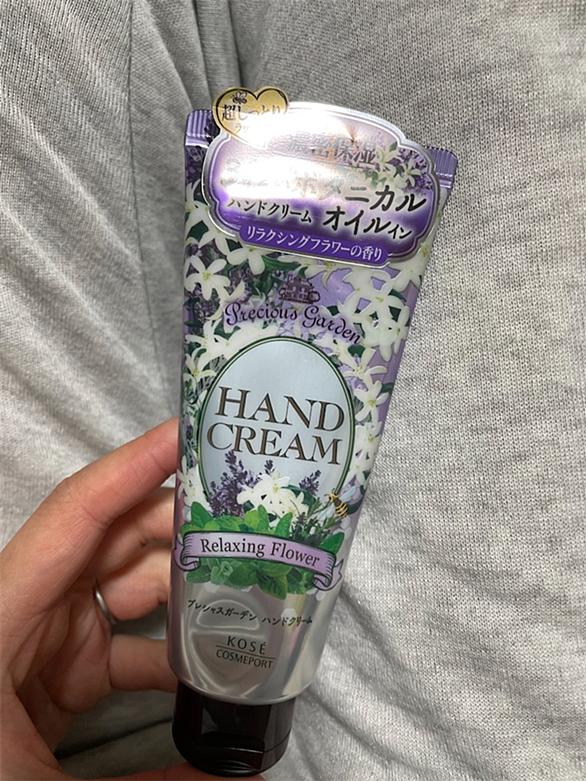 超しっとり
濃密保湿
ニカル
ハンドクリーム オイルイン
リラクシングフラワーの香り
Precious Garden
HAND
CREAM
Relaxing Flower
プレシャスガーデン ハンドクリーム
KOSÉ
COSMEPORT